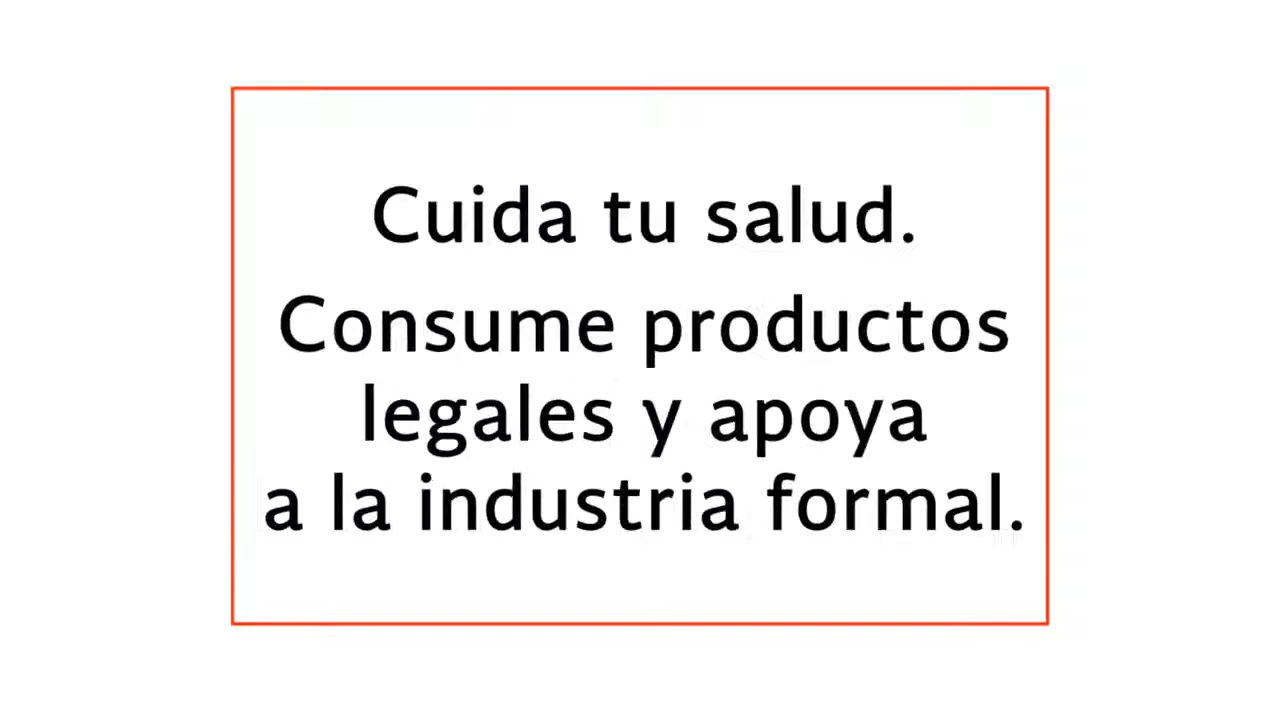 Cuida tu salud.
Consume productos
legales y apoya
a la industria formal.